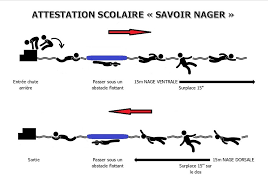 ATTESTATION SCOLAIRE « SAVOIR NAGER »
Entrée chute
arrière
Passer sous un
obstacle flottant
15m NAGE VENTRALE
Surplace 15"
Sortie
Passer sous un
obstacle flottant
15m NAGE DORSALE
Surplace 15" sur
le dos